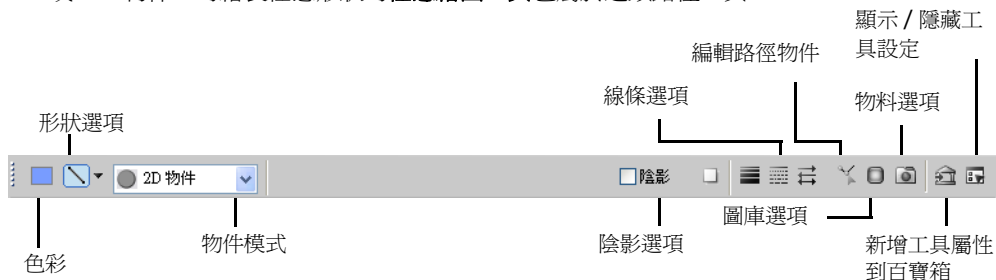 顯示 / 隱藏工
具設定
編輯路徑物件
線條選項
物料選項
形狀選項
2D 物件
陰影
圖庫選項
物件模式
陰影選項
新增工具屬性
到百寶箱
色彩